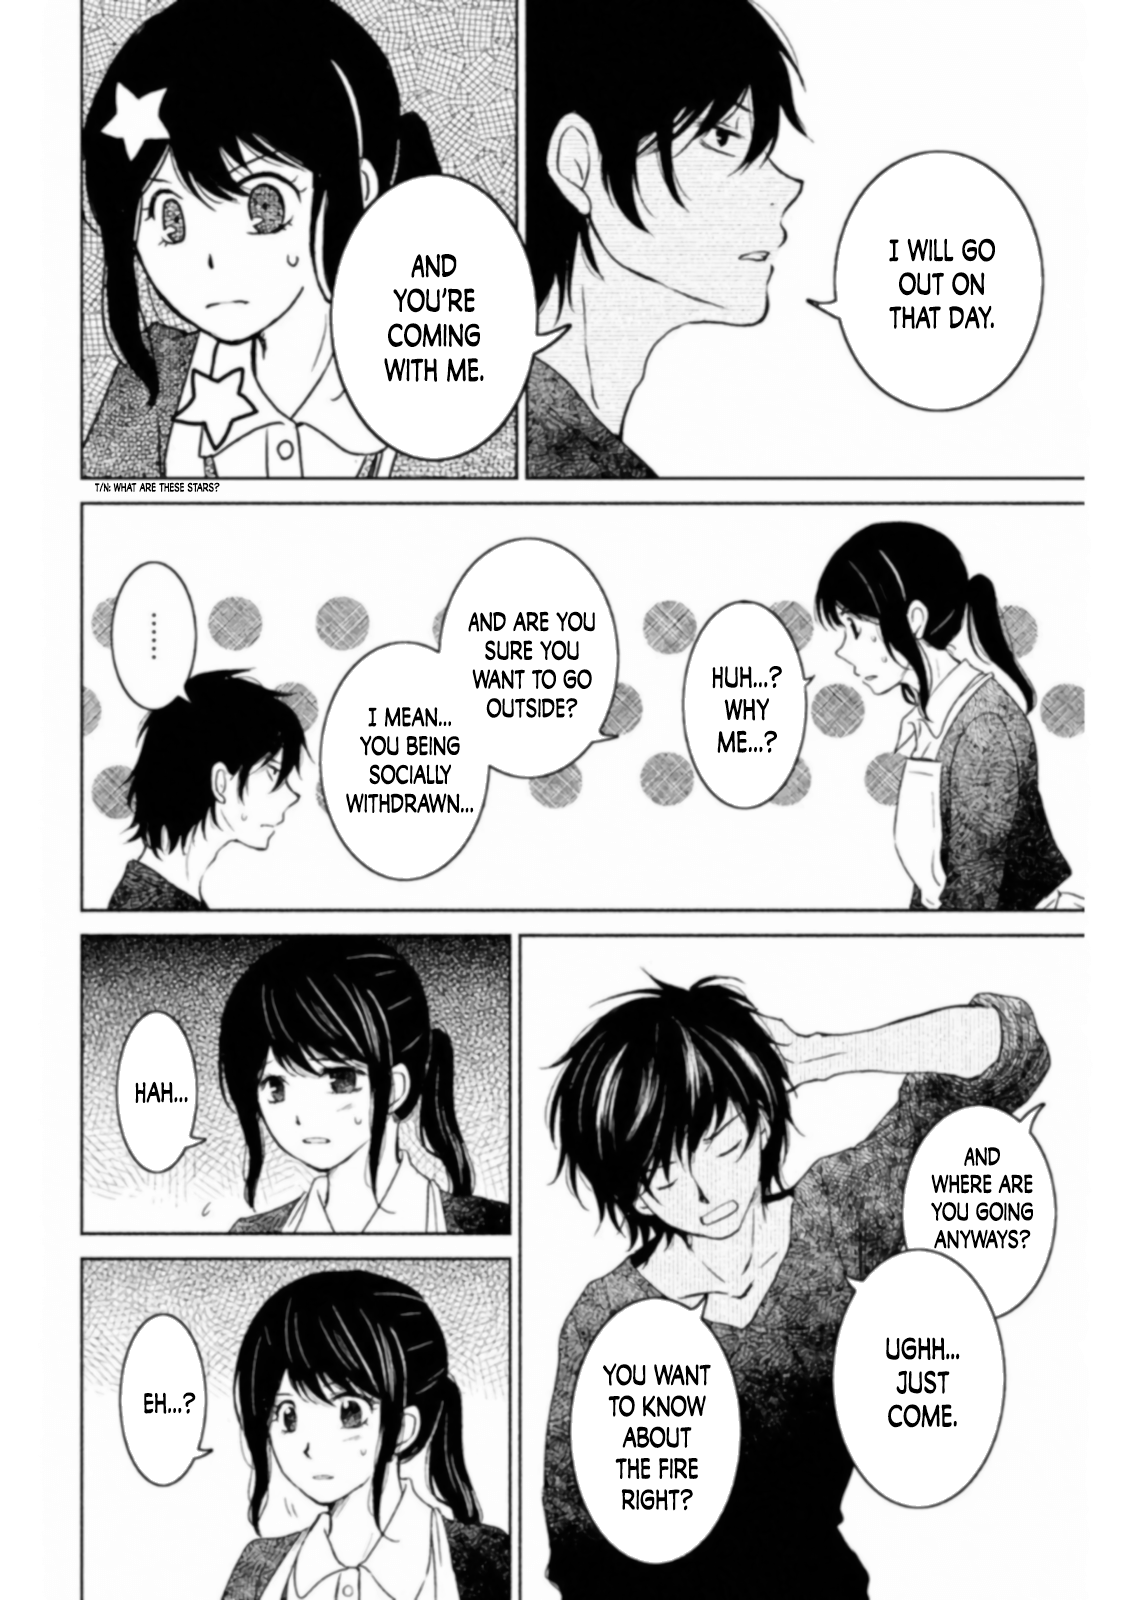 I WILL GO
OUT ON
THAT DAY.
AND
YOU'RE
COMING
WITH ME.
T/N: WHAT ARE THESE STARS?
HUH...?
WHY
ME...?
AND ARE YOU
SURE YOU
WANT TO GO
OUTSIDE?
I MEAN...
YOU BEING
SOCIALLY
WITHDRAWN...
......
AND
WHERE ARE
YOU GOING
ANYWAYS?
UGHH...
JUST
COME.
YOU WANT
TO KNOW
ABOUT
THE FIRE
RIGHT?
HAH...
EH...?